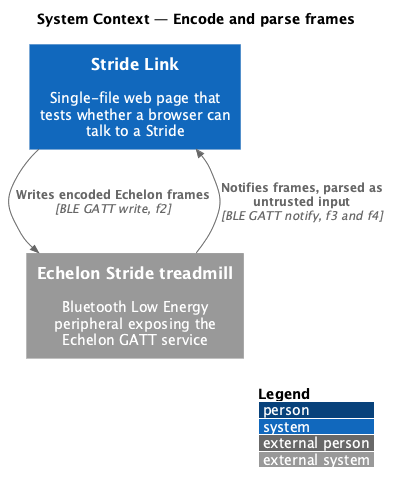 System Context — Encode and parse frames
Stride Link
Single-file web page that
tests whether a browser can
talk to a Stride
Writes encoded Echelon frames
[BLE GATT write, f2]
Notifies frames, parsed as
untrusted input
[BLE GATT notify, f3 and f4]
Echelon Stride treadmill
Bluetooth Low Energy
peripheral exposing the
Echelon GATT service
Legend
person
system
external person
external system